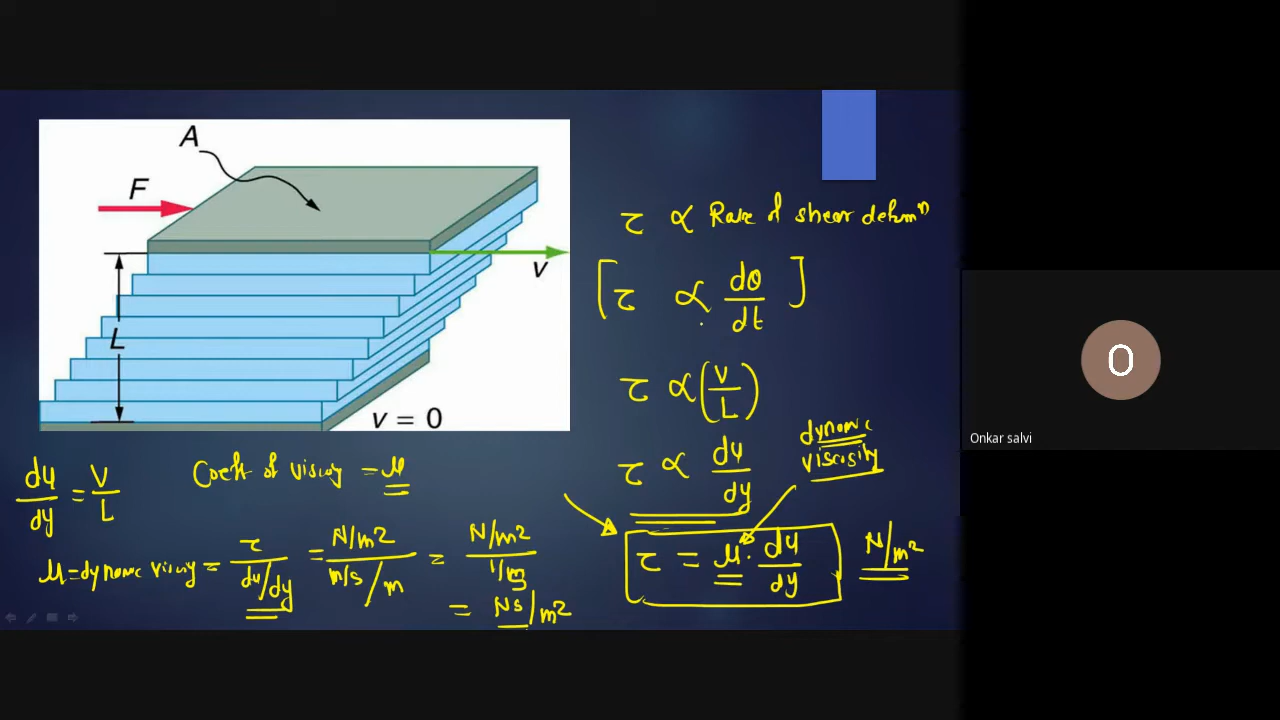 A
F
v
L
v = 0
τ ∝ Rate of shear deformⁿ
[τ ∝ dθ/dt]
τ ∝ (V/L)
τ ∝ du/dy
dynamic
viscosity
τ = μ. du/dy N/m²
du/dy = V/L
Coeff of viscosity = μ
μ = dynamic viscosity = τ/(du/dy) = N/m²/m/s/m = N/m²/1/s
= Ns/m²
O
Onkar salvi